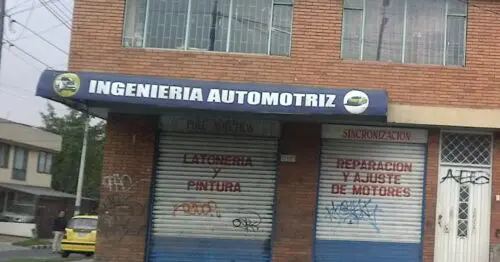 INGENIERIA AUTOMOTRIZ
LATONERIA
Y
PINTURA
SINCRONIZACION
REPARACION
Y AJUSTE
DE MOTORES